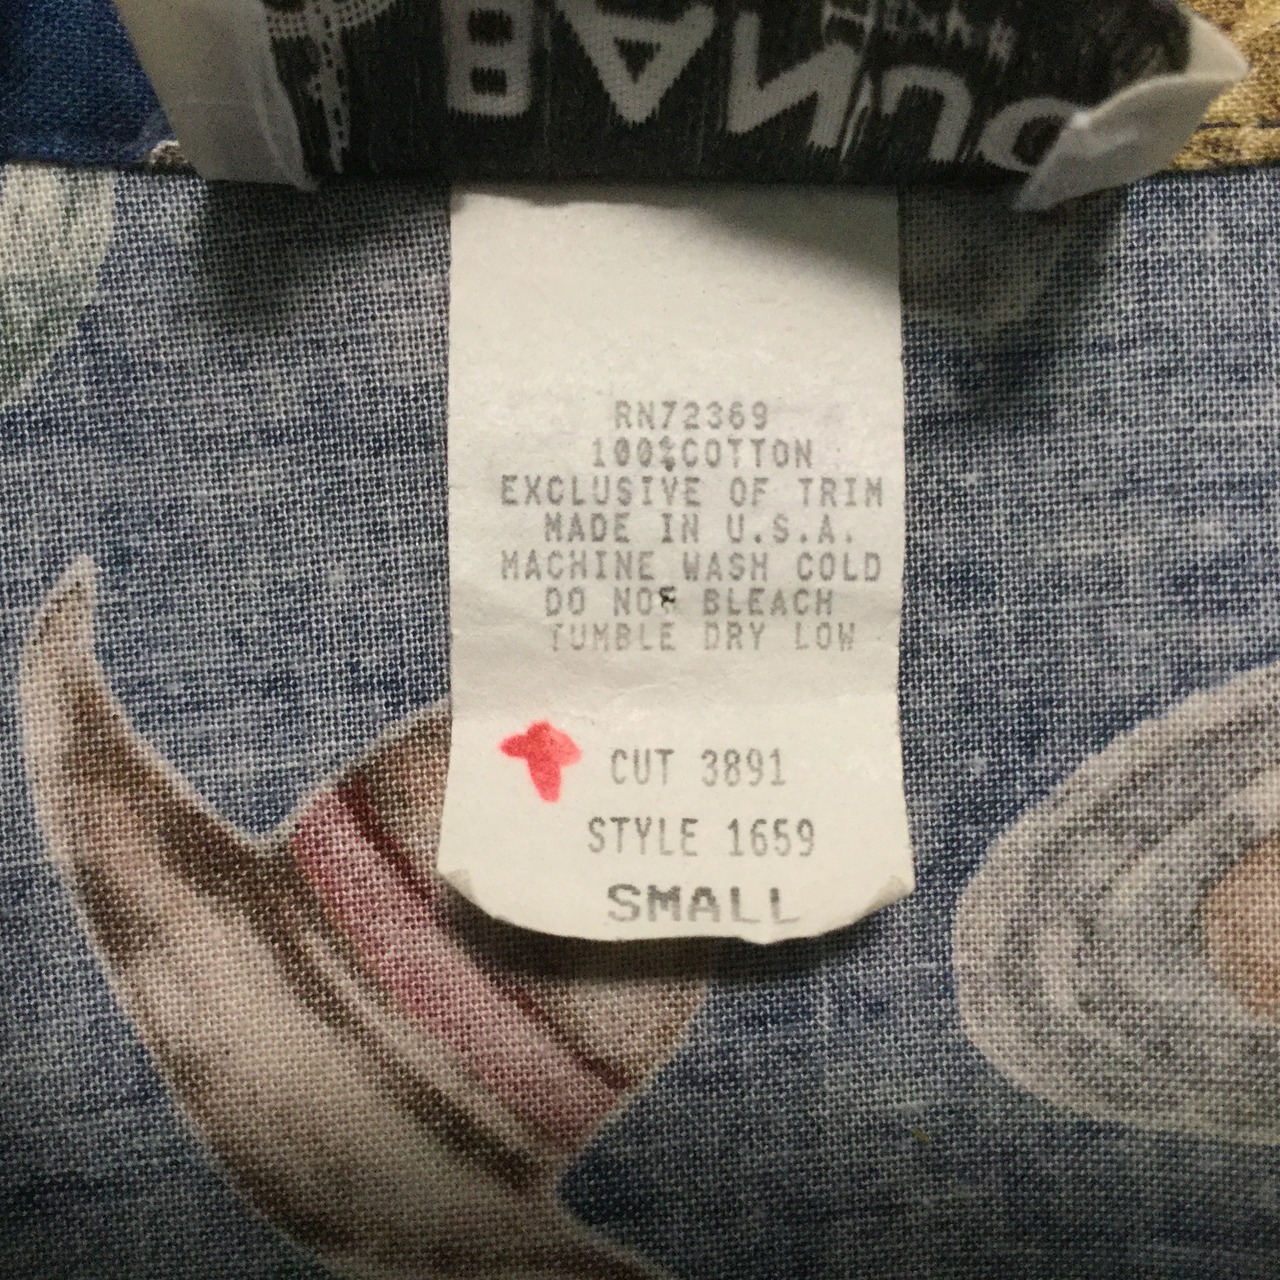 RN72369
100%COTTON
EXCLUSIVE OF TRIM
MADE IN U.S.A.
MACHINE WASH COLD
DO NOT BLEACH
TUMBLE DRY LOW
CUT 3891
STYLE 1659
SMALL